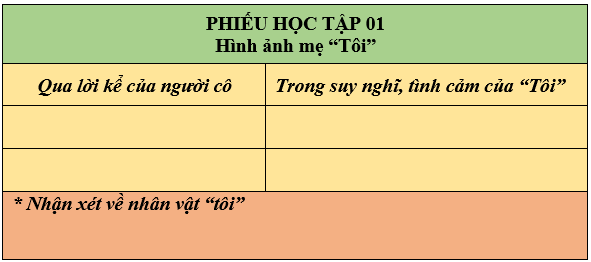 PHIẾU HỌC TẬP 01
Hình ảnh mẹ “Tôi”
Qua lời kể của người cô
Trong suy nghĩ, tình cảm của “Tôi”
* Nhận xét về nhân vật “tôi”